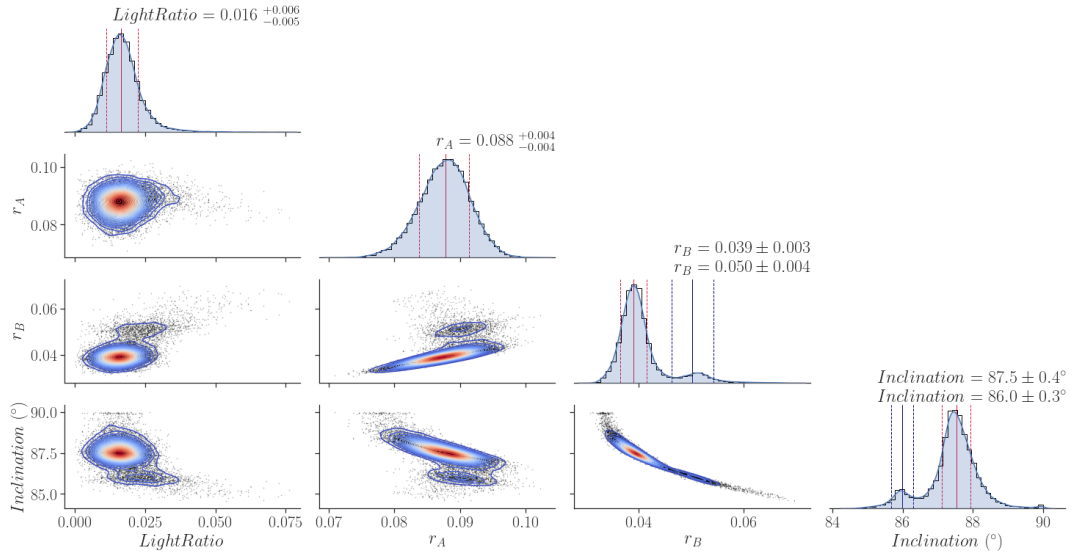 LightRatio = 0.016 +0.006 −0.005
0.10
0.08
r_A
r_A = 0.088 +0.004 −0.004
0.06
0.04
r_B
r_B = 0.039 ± 0.003
r_B = 0.050 ± 0.004
90.0
87.5
85.0
Inclination (°)
Inclination = 87.5 ± 0.4°
Inclination = 86.0 ± 0.3°
0.000 0.025 0.050 0.075
LightRatio
0.07 0.08 0.09 0.10
r_A
0.04 0.06
r_B
84 86 88 90
Inclination (°)